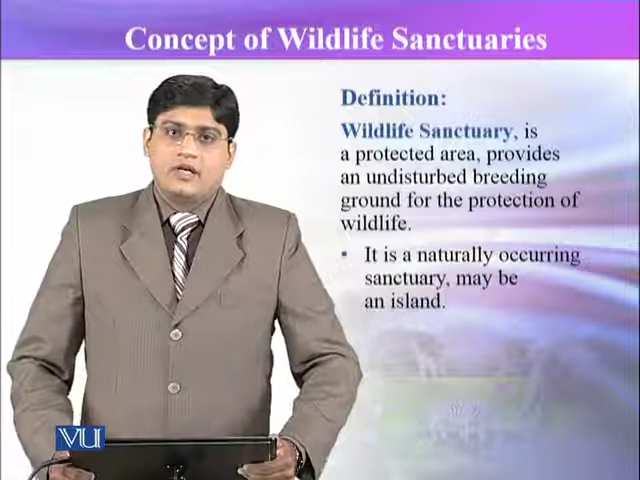 Concept of Wildlife Sanctuaries
Definition:
Wildlife Sanctuary, is
a protected area, provides
an undisturbed breeding
ground for the protection of
wildlife.
• It is a naturally occurring
sanctuary, may be
an island.
VU